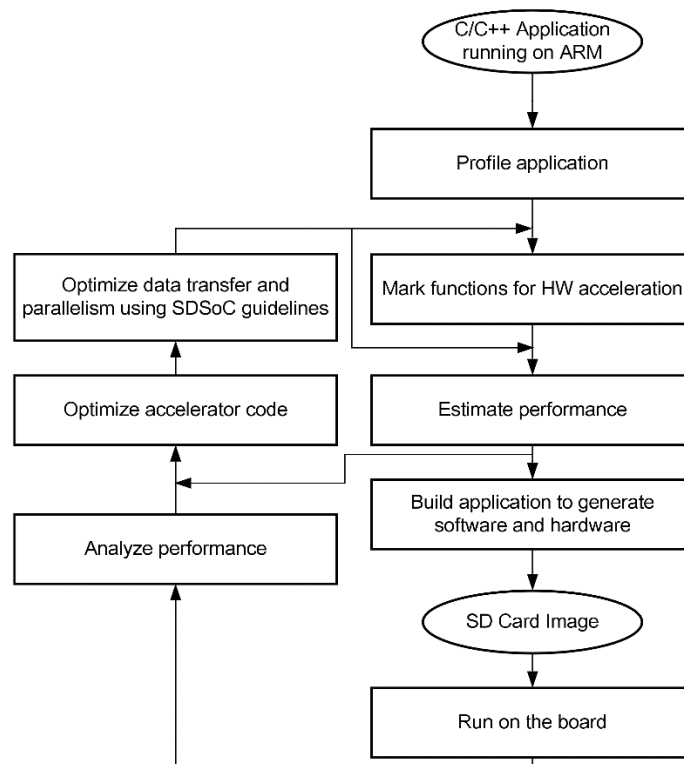 C/C++ Application
running on ARM
Profile application
Optimize data transfer and
parallelism using SDSoC guidelines
Mark functions for HW acceleration
Optimize accelerator code
Estimate performance
Build application to generate
software and hardware
Analyze performance
SD Card Image
Run on the board